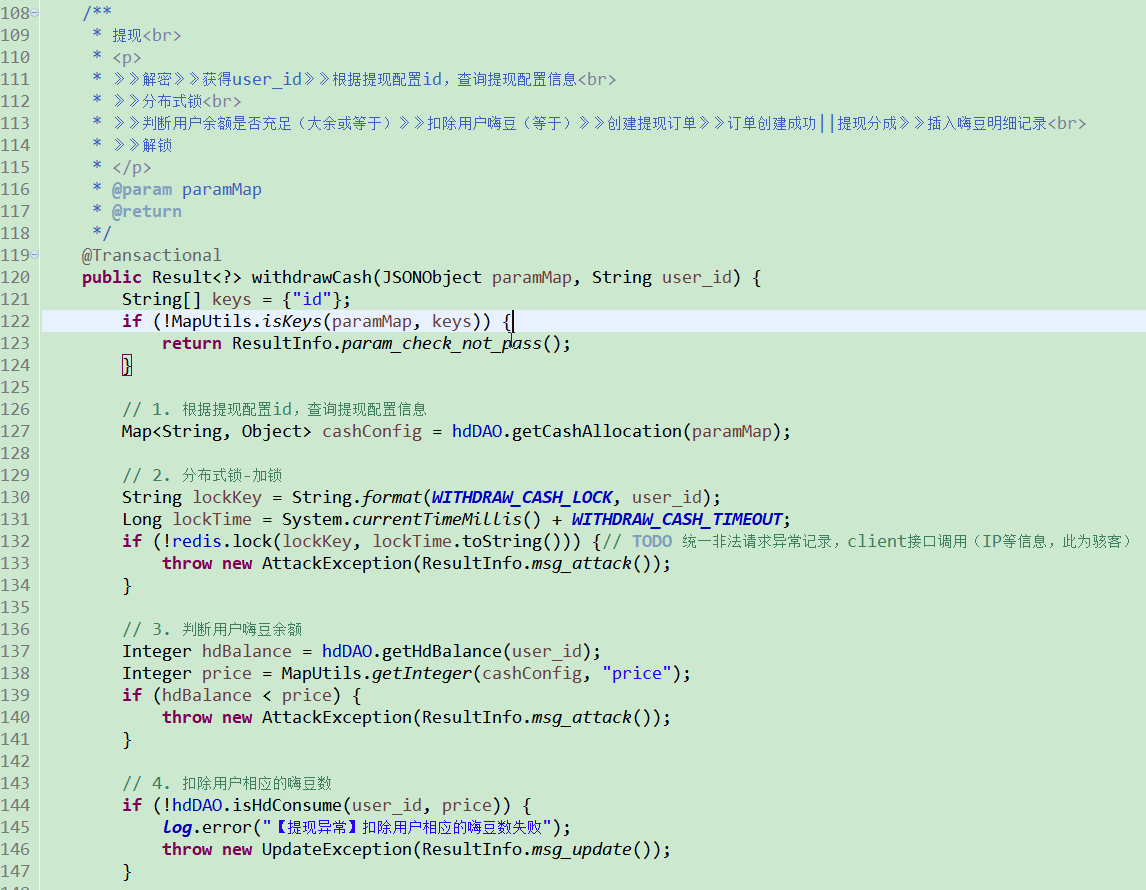 108 /**
109 * 提现<br>
110 * <p>
111 * 》》解密》》获得user_id》》根据提现配置id，查询提现配置信息<br>
112 * 》》分布式锁<br>
113 * 》》判断用户余额是否充足（大余或等于）》》扣除用户嗨豆（等于）》》创建提现订单》》订单创建成功||提现分成》》插入嗨豆明细记录<br>
114 * 》》解锁
115 * </p>
116 * @param paramMap
117 * @return
118 */
119 @Transactional
120 public Result<?> withdrawCash(JSONObject paramMap, String user_id) {
121 String[] keys = {"id"};
122 if (!MapUtils.isKeys(paramMap, keys)) {
123 return ResultInfo.param_check_not_pass();
124 }
125
126 // 1. 根据提现配置id，查询提现配置信息
127 Map<String, Object> cashConfig = hdDAO.getCashAllocation(paramMap);
128
129 // 2. 分布式锁-加锁
130 String lockKey = String.format(WITHDRAW_CASH_LOCK, user_id);
131 Long lockTime = System.currentTimeMillis() + WITHDRAW_CASH_TIMEOUT;
132 if (!redis.lock(lockKey, lockTime.toString())) {// TODO 统一非法请求异常记录，client接口调用（IP等信息，此为骇客）
133 throw new AttackException(ResultInfo.msg_attack());
134 }
135
136 // 3. 判断用户嗨豆余额
137 Integer hdBalance = hdDAO.getHdBalance(user_id);
138 Integer price = MapUtils.getInteger(cashConfig, "price");
139 if (hdBalance < price) {
140 throw new AttackException(ResultInfo.msg_attack());
141 }
142
143 // 4. 扣除用户相应的嗨豆数
144 if (!hdDAO.isHdConsume(user_id, price)) {
145 log.error("【提现异常】扣除用户相应的嗨豆数失败");
146 throw new UpdateException(ResultInfo.msg_update());
147 }